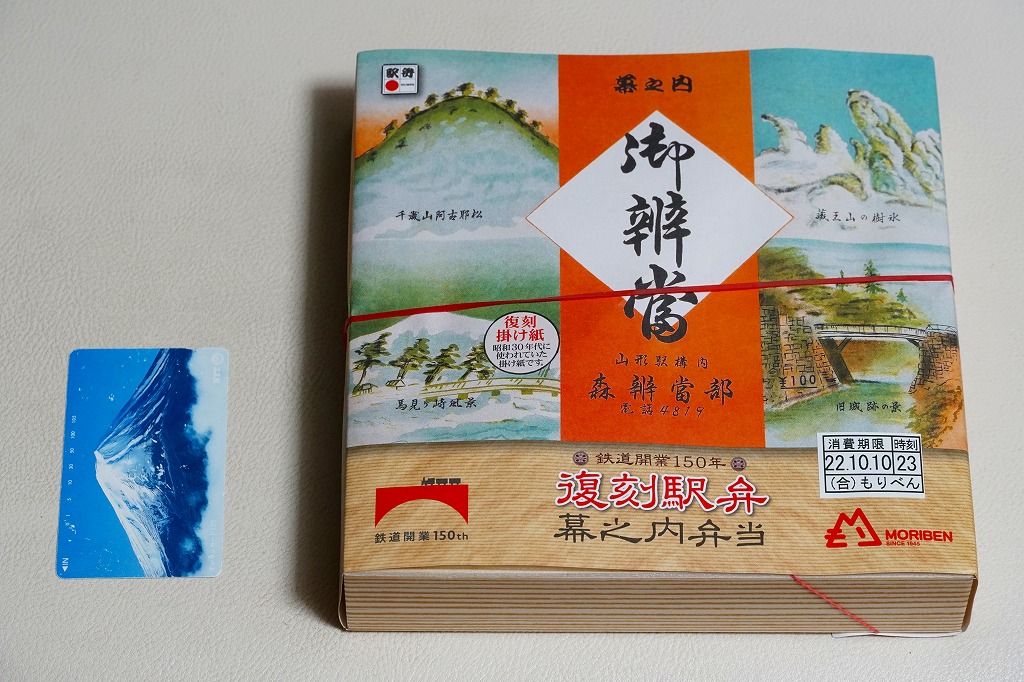 駅弁
幕之内
御辨當
千歳山阿古耶松
蔵王山の樹氷
復刻
掛け紙
昭和30年代に
使われていた
掛け紙です。
山形駅構内
森辨當部
電話4819
馬見ヶ崎風景
¥100
旧城跡の景
消費期限 時刻
22.10.10 23
(合)もりべん
鉄道開業150年
復刻駅弁
幕之内弁当
鉄道開業150th
MORIBEN
SINCE 1945
IN